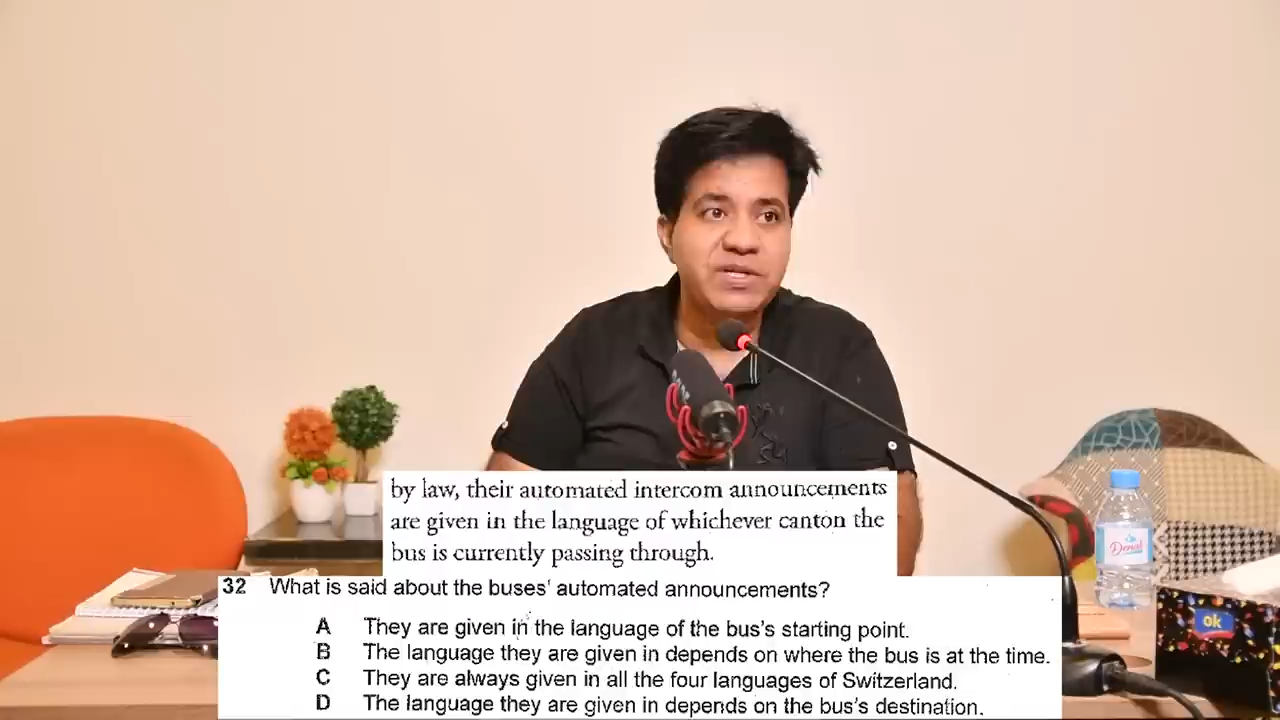 by law, their automated intercom announcements
are given in the language of whichever canton the
bus is currently passing through.
32 What is said about the buses' automated announcements?
A They are given in the language of the bus's starting point.
B The language they are given in depends on where the bus is at the time.
C They are always given in all the four languages of Switzerland.
D The language they are given in depends on the bus's destination.
ok